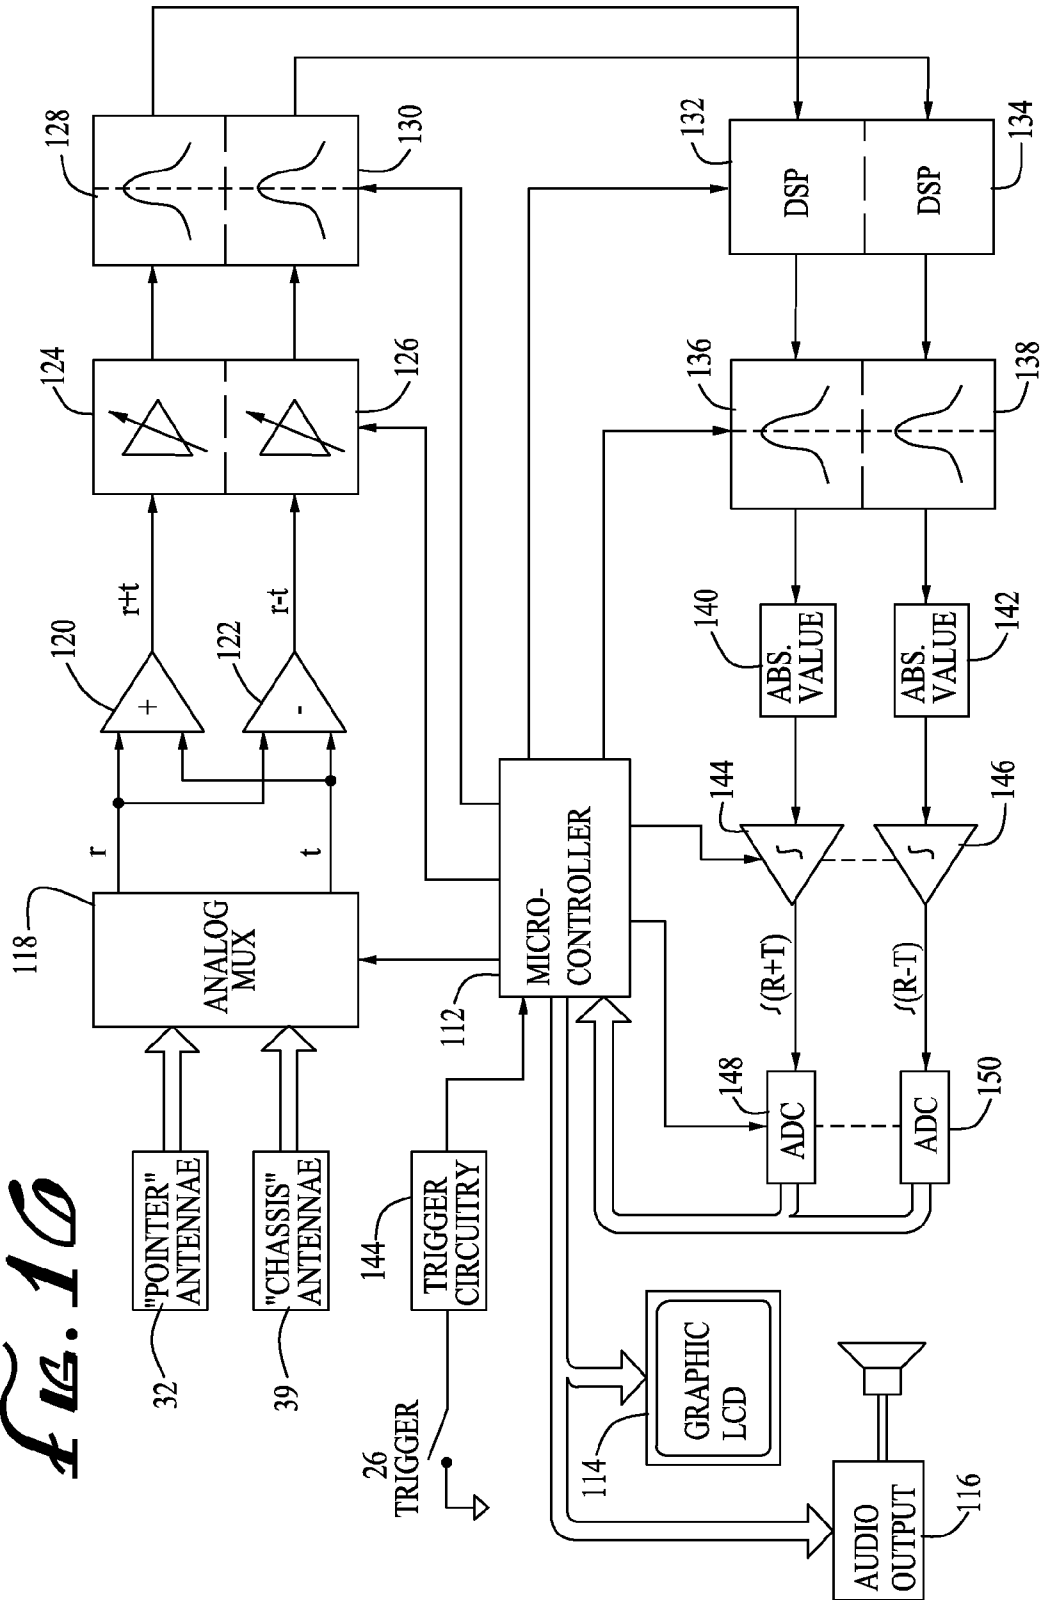 Fig. 16
"POINTER"
ANTENNAE
32
"CHASSIS"
ANTENNAE
39
118
ANALOG
MUX
r
t
120
+
122
-
r+t
r-t
124
126
128
130
26
TRIGGER
144
TRIGGER
CIRCUITRY
112
MICRO-
CONTROLLER
132
DSP
DSP
134
136
138
140
ABS.
VALUE
ABS.
VALUE
142
144
∫
∫
146
∫(R+T)
∫(R-T)
148
ADC
ADC
150
114
GRAPHIC
LCD
AUDIO
OUTPUT
116